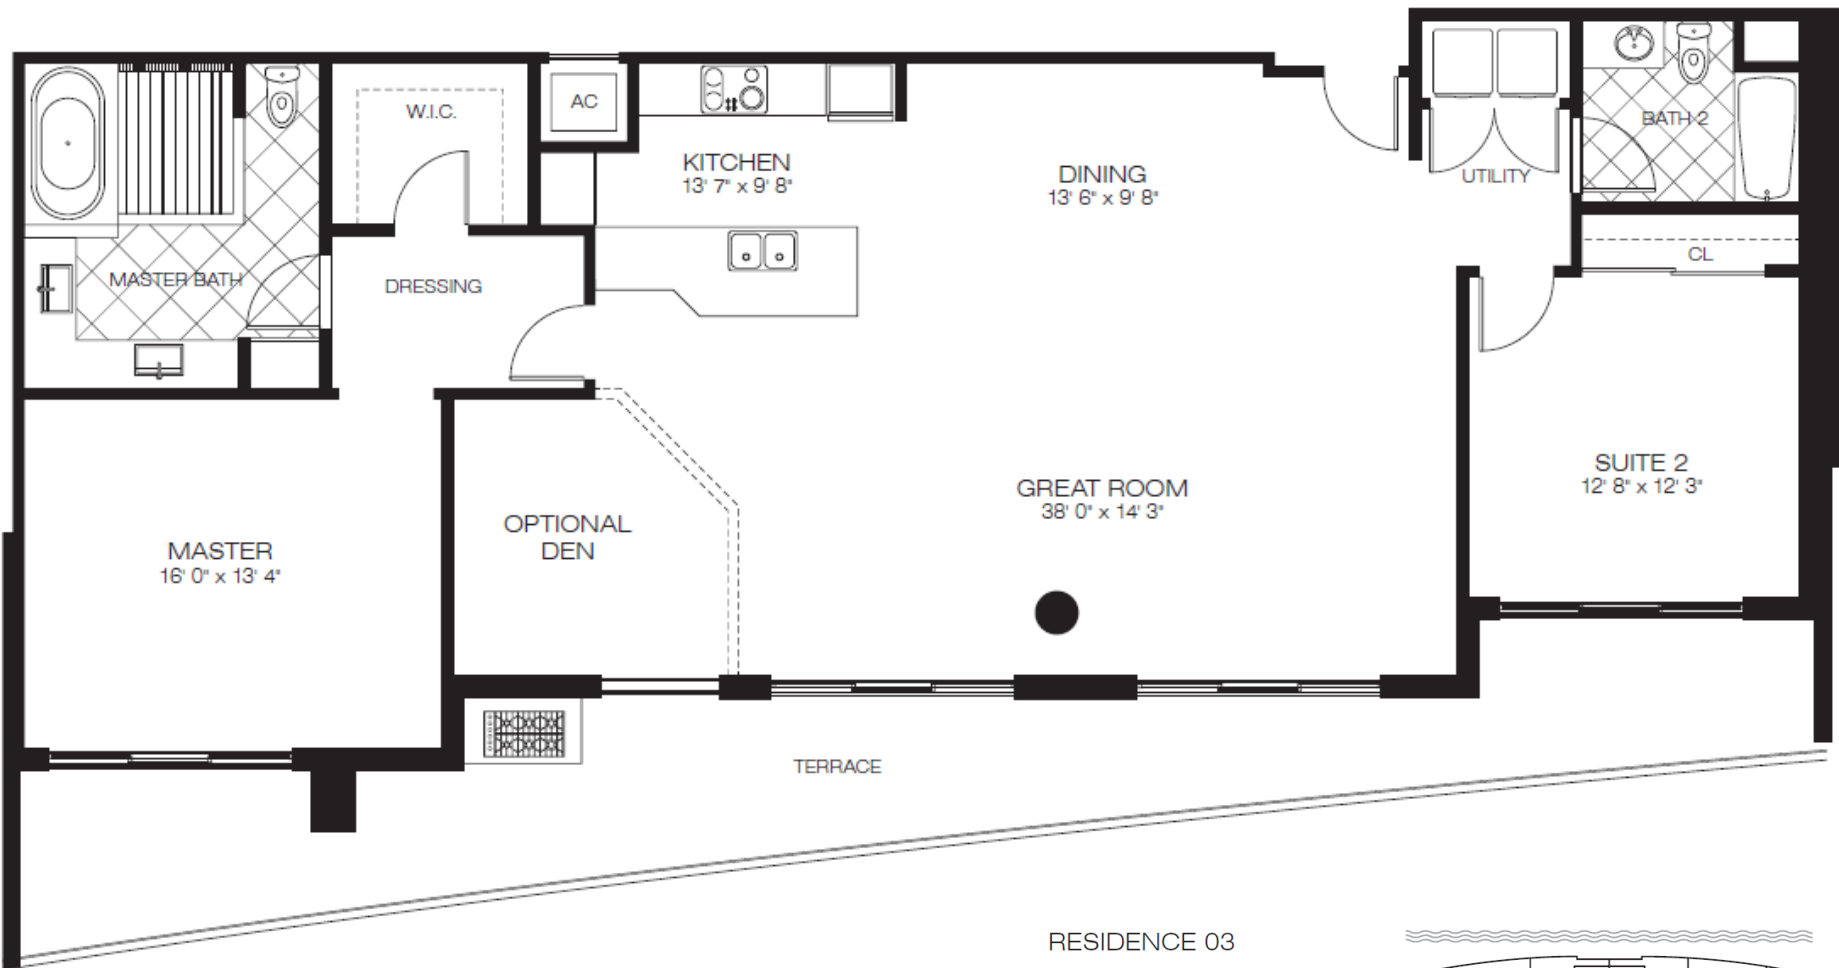 W.I.C.
AC
KITCHEN
13' 7" x 9' 8"
DINING
13' 6" x 9' 8"
UTILITY
BATH 2
CL
MASTER BATH
DRESSING
SUITE 2
12' 8" x 12' 3"
GREAT ROOM
38' 0" x 14' 3"
OPTIONAL
DEN
MASTER
16' 0" x 13' 4"
TERRACE
RESIDENCE 03